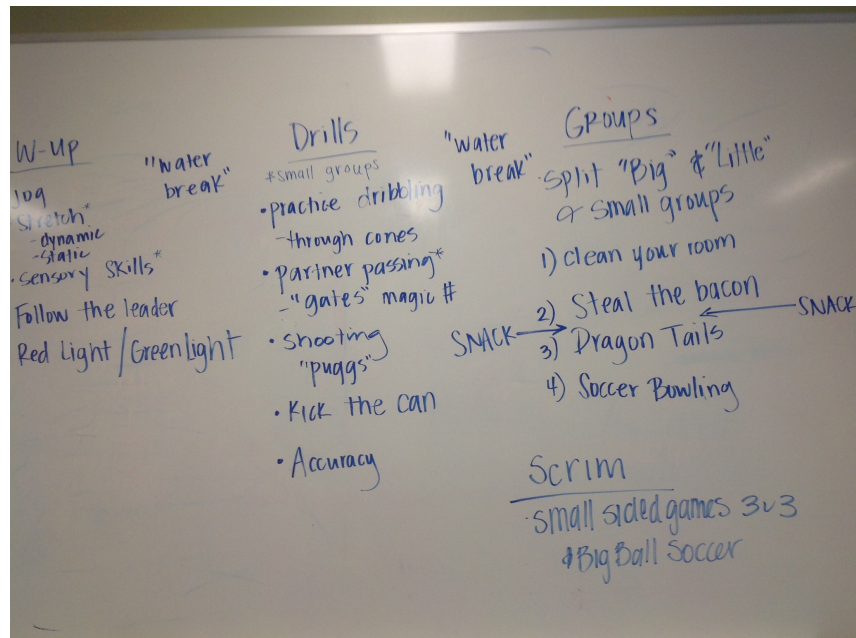 W-Up
Jog
Stretch*
-dynamic
-static
·Sensory Skills*
Follow the leader
Red Light/Greenlight
"water
break"
Drills
*small groups
•practice dribbling
-through cones
•partner passing*
-"gates" magic #
•shooting
"puggs"
•Kick the can
•Accuracy
"water
break"
Groups
·split "Big" & "Little"
& small groups
1) clean your room
2) Steal the bacon
SNACK
SNACK
3) Dragon Tails
4) Soccer Bowling
Scrim
·small sided games 3v3
&Big Ball Soccer